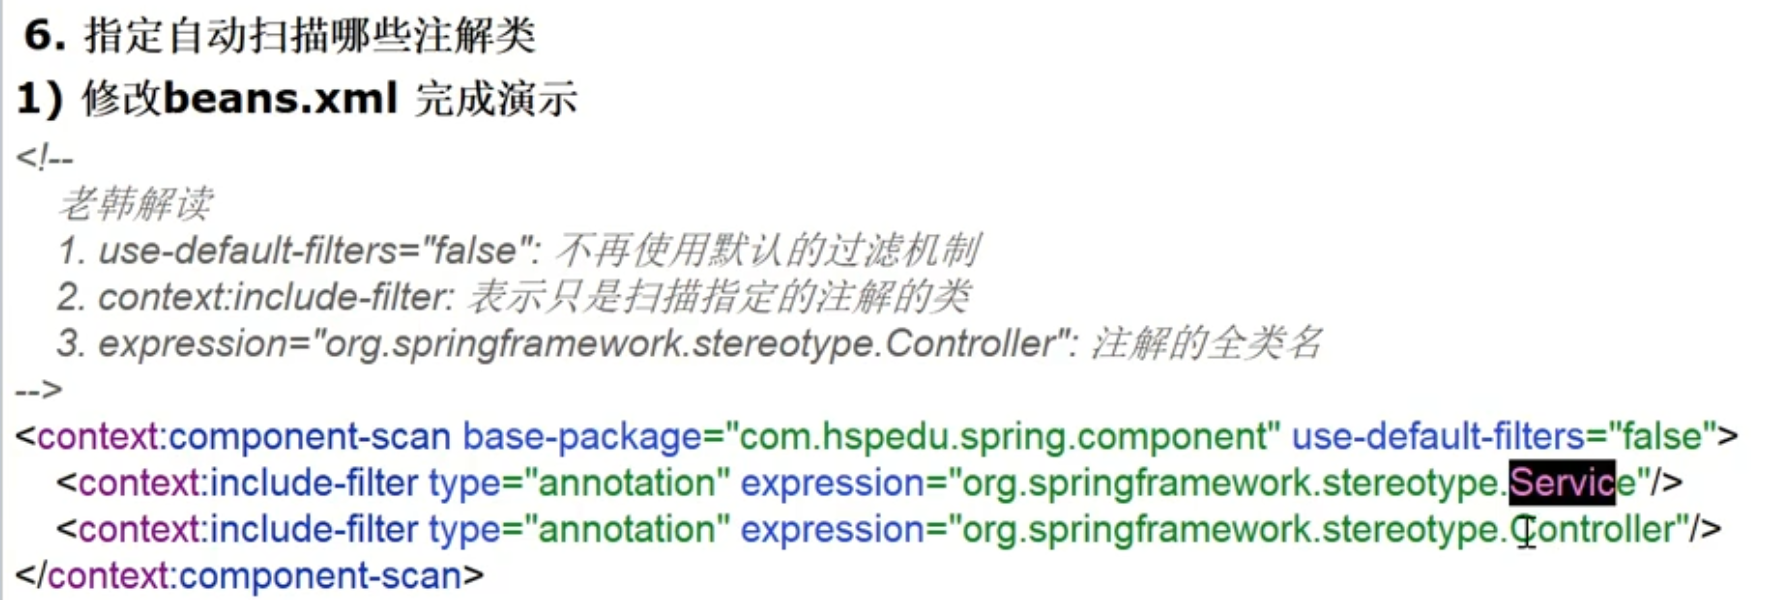 6. 指定自动扫描哪些注解类
1) 修改beans.xml 完成演示
<!--
老韩解读
1. use-default-filters="false": 不再使用默认的过滤机制
2. context:include-filter: 表示只是扫描指定的注解的类
3. expression="org.springframework.stereotype.Controller": 注解的全类名
-->
<context:component-scan base-package="com.hspedu.spring.component" use-default-filters="false">
<context:include-filter type="annotation" expression="org.springframework.stereotype.Service"/>
<context:include-filter type="annotation" expression="org.springframework.stereotype.Controller"/>
</context:component-scan>